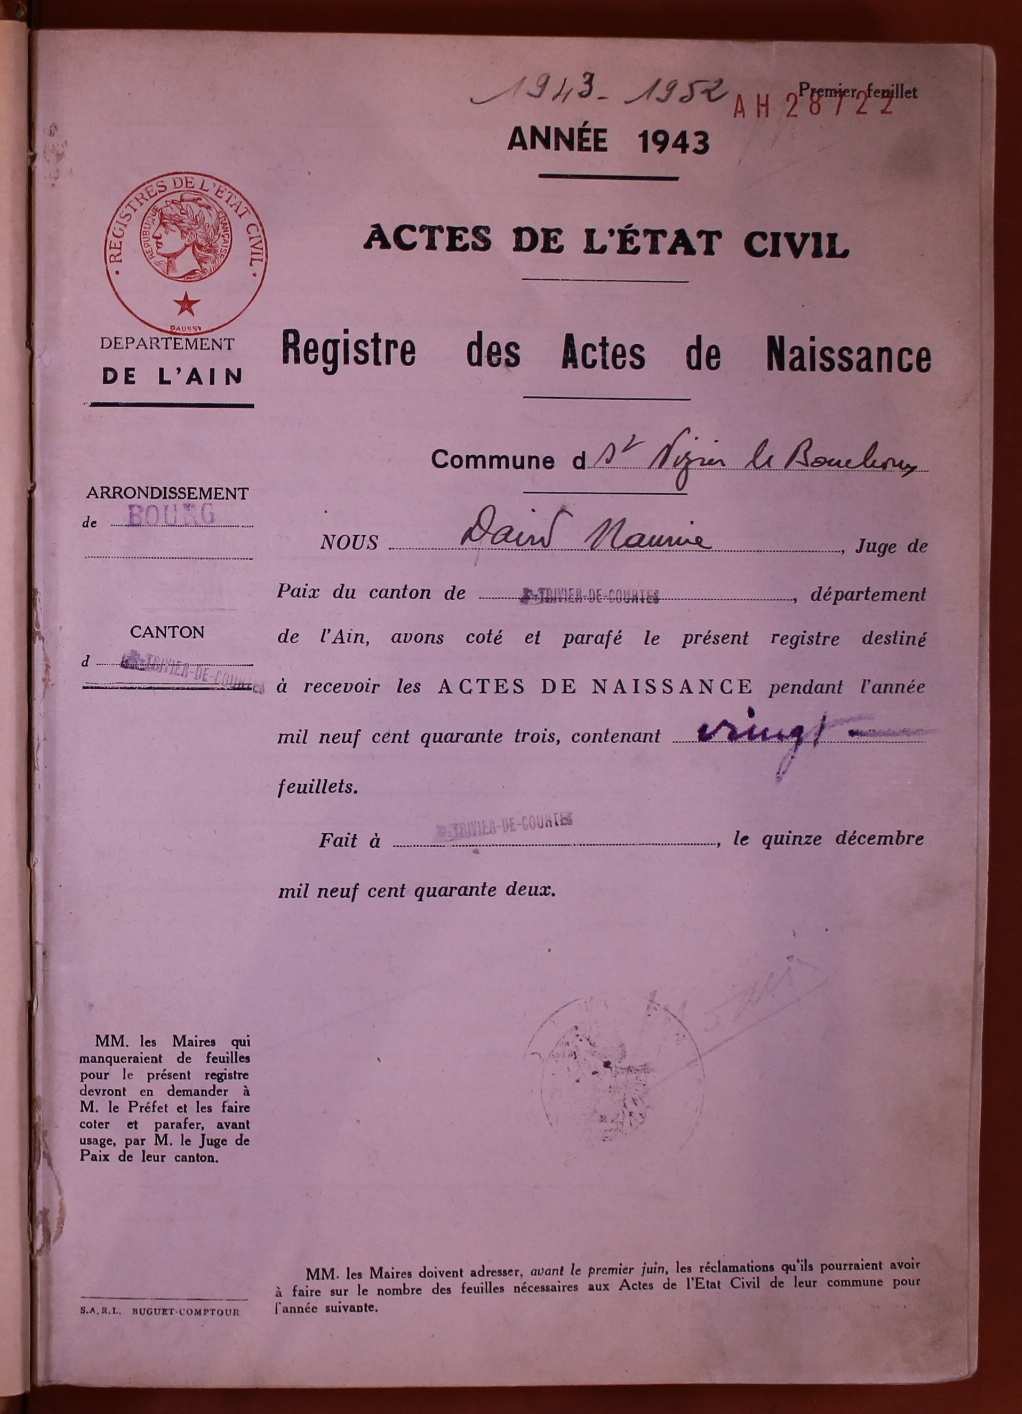 1943 - 1952
Premier feuillet
AH 28722
ANNÉE 1943
ACTES DE L'ÉTAT CIVIL
REGISTRES DE L'ETAT CIVIL
REPUBLIQUE FRANÇAISE
DEPARTEMENT
DE L'AIN
Registre des Actes de Naissance
Commune d St Nizier le Bouchoux
ARRONDISSEMENT
de BOURG
NOUS David Maurice, Juge de
Paix du canton de St-TRIVIER-DE-COURTES, département
CANTON
d St-TRIVIER-DE-COURTES
de l'Ain, avons coté et parafé le présent registre destiné
à recevoir les ACTES DE NAISSANCE pendant l'année
mil neuf cent quarante trois, contenant vingt
feuillets.
Fait à St-TRIVIER-DE-COURTES, le quinze décembre
mil neuf cent quarante deux.
MM. les Maires qui
manqueraient de feuilles
pour le présent registre
devront en demander à
M. le Préfet et les faire
coter et parafer, avant
usage, par M. le Juge de
Paix de leur canton.
MM. les Maires doivent adresser, avant le premier juin, les réclamations qu'ils pourraient avoir
à faire sur le nombre des feuilles nécessaires aux Actes de l'Etat Civil de leur commune pour
l'année suivante.
S.A.R.L. BUGUET-COMPTOUR